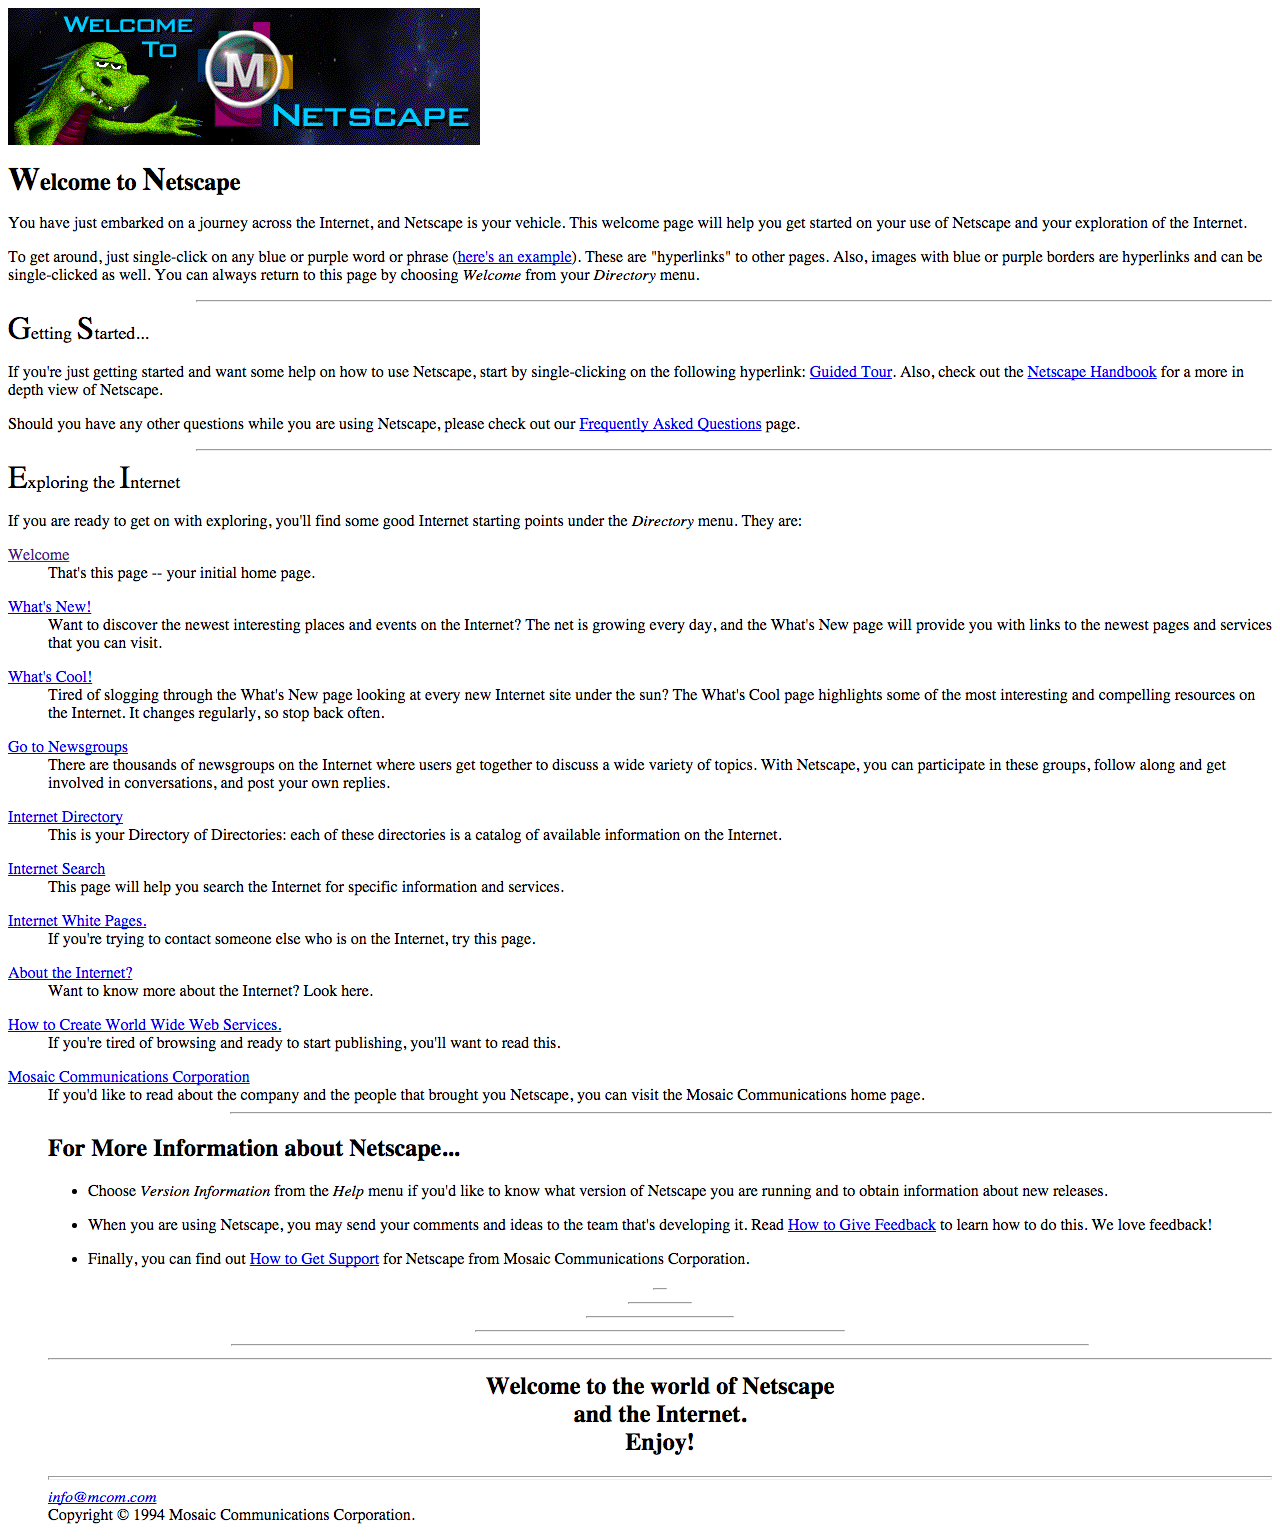 WELCOME
TO
M
NETSCAPE
Welcome to Netscape
You have just embarked on a journey across the Internet, and Netscape is your vehicle. This welcome page will help you get started on your use of Netscape and your exploration of the Internet.
To get around, just single-click on any blue or purple word or phrase (here's an example). These are "hyperlinks" to other pages. Also, images with blue or purple borders are hyperlinks and can be
single-clicked as well. You can always return to this page by choosing Welcome from your Directory menu.
Getting Started...
If you're just getting started and want some help on how to use Netscape, start by single-clicking on the following hyperlink: Guided Tour. Also, check out the Netscape Handbook for a more in
depth view of Netscape.
Should you have any other questions while you are using Netscape, please check out our Frequently Asked Questions page.
Exploring the Internet
If you are ready to get on with exploring, you'll find some good Internet starting points under the Directory menu. They are:
Welcome
That's this page -- your initial home page.
What's New!
Want to discover the newest interesting places and events on the Internet? The net is growing every day, and the What's New page will provide you with links to the newest pages and services
that you can visit.
What's Cool!
Tired of slogging through the What's New page looking at every new Internet site under the sun? The What's Cool page highlights some of the most interesting and compelling resources on
the Internet. It changes regularly, so stop back often.
Go to Newsgroups
There are thousands of newsgroups on the Internet where users get together to discuss a wide variety of topics. With Netscape, you can participate in these groups, follow along and get
involved in conversations, and post your own replies.
Internet Directory
This is your Directory of Directories: each of these directories is a catalog of available information on the Internet.
Internet Search
This page will help you search the Internet for specific information and services.
Internet White Pages.
If you're trying to contact someone else who is on the Internet, try this page.
About the Internet?
Want to know more about the Internet? Look here.
How to Create World Wide Web Services.
If you're tired of browsing and ready to start publishing, you'll want to read this.
Mosaic Communications Corporation
If you'd like to read about the company and the people that brought you Netscape, you can visit the Mosaic Communications home page.
For More Information about Netscape...
• Choose Version Information from the Help menu if you'd like to know what version of Netscape you are running and to obtain information about new releases.
• When you are using Netscape, you may send your comments and ideas to the team that's developing it. Read How to Give Feedback to learn how to do this. We love feedback!
• Finally, you can find out How to Get Support for Netscape from Mosaic Communications Corporation.
Welcome to the world of Netscape
and the Internet.
Enjoy!
info@mcom.com
Copyright © 1994 Mosaic Communications Corporation.